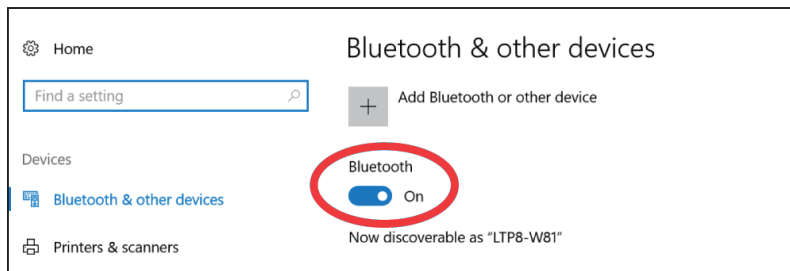 Home
Find a setting
Devices
Bluetooth & other devices
Printers & scanners
Bluetooth & other devices
Add Bluetooth or other device
Bluetooth
On
Now discoverable as “LTP8-W81”